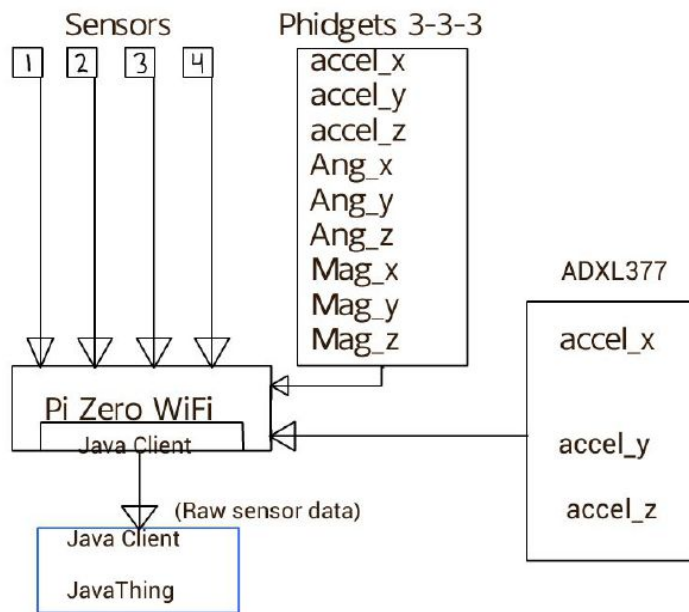 Sensors
1 2 3 4
Phidgets 3-3-3
accel_x
accel_y
accel_z
Ang_x
Ang_y
Ang_z
Mag_x
Mag_y
Mag_z
ADXL377
accel_x
accel_y
accel_z
Pi Zero WiFi
Java Client
(Raw sensor data)
Java Client
JavaThing